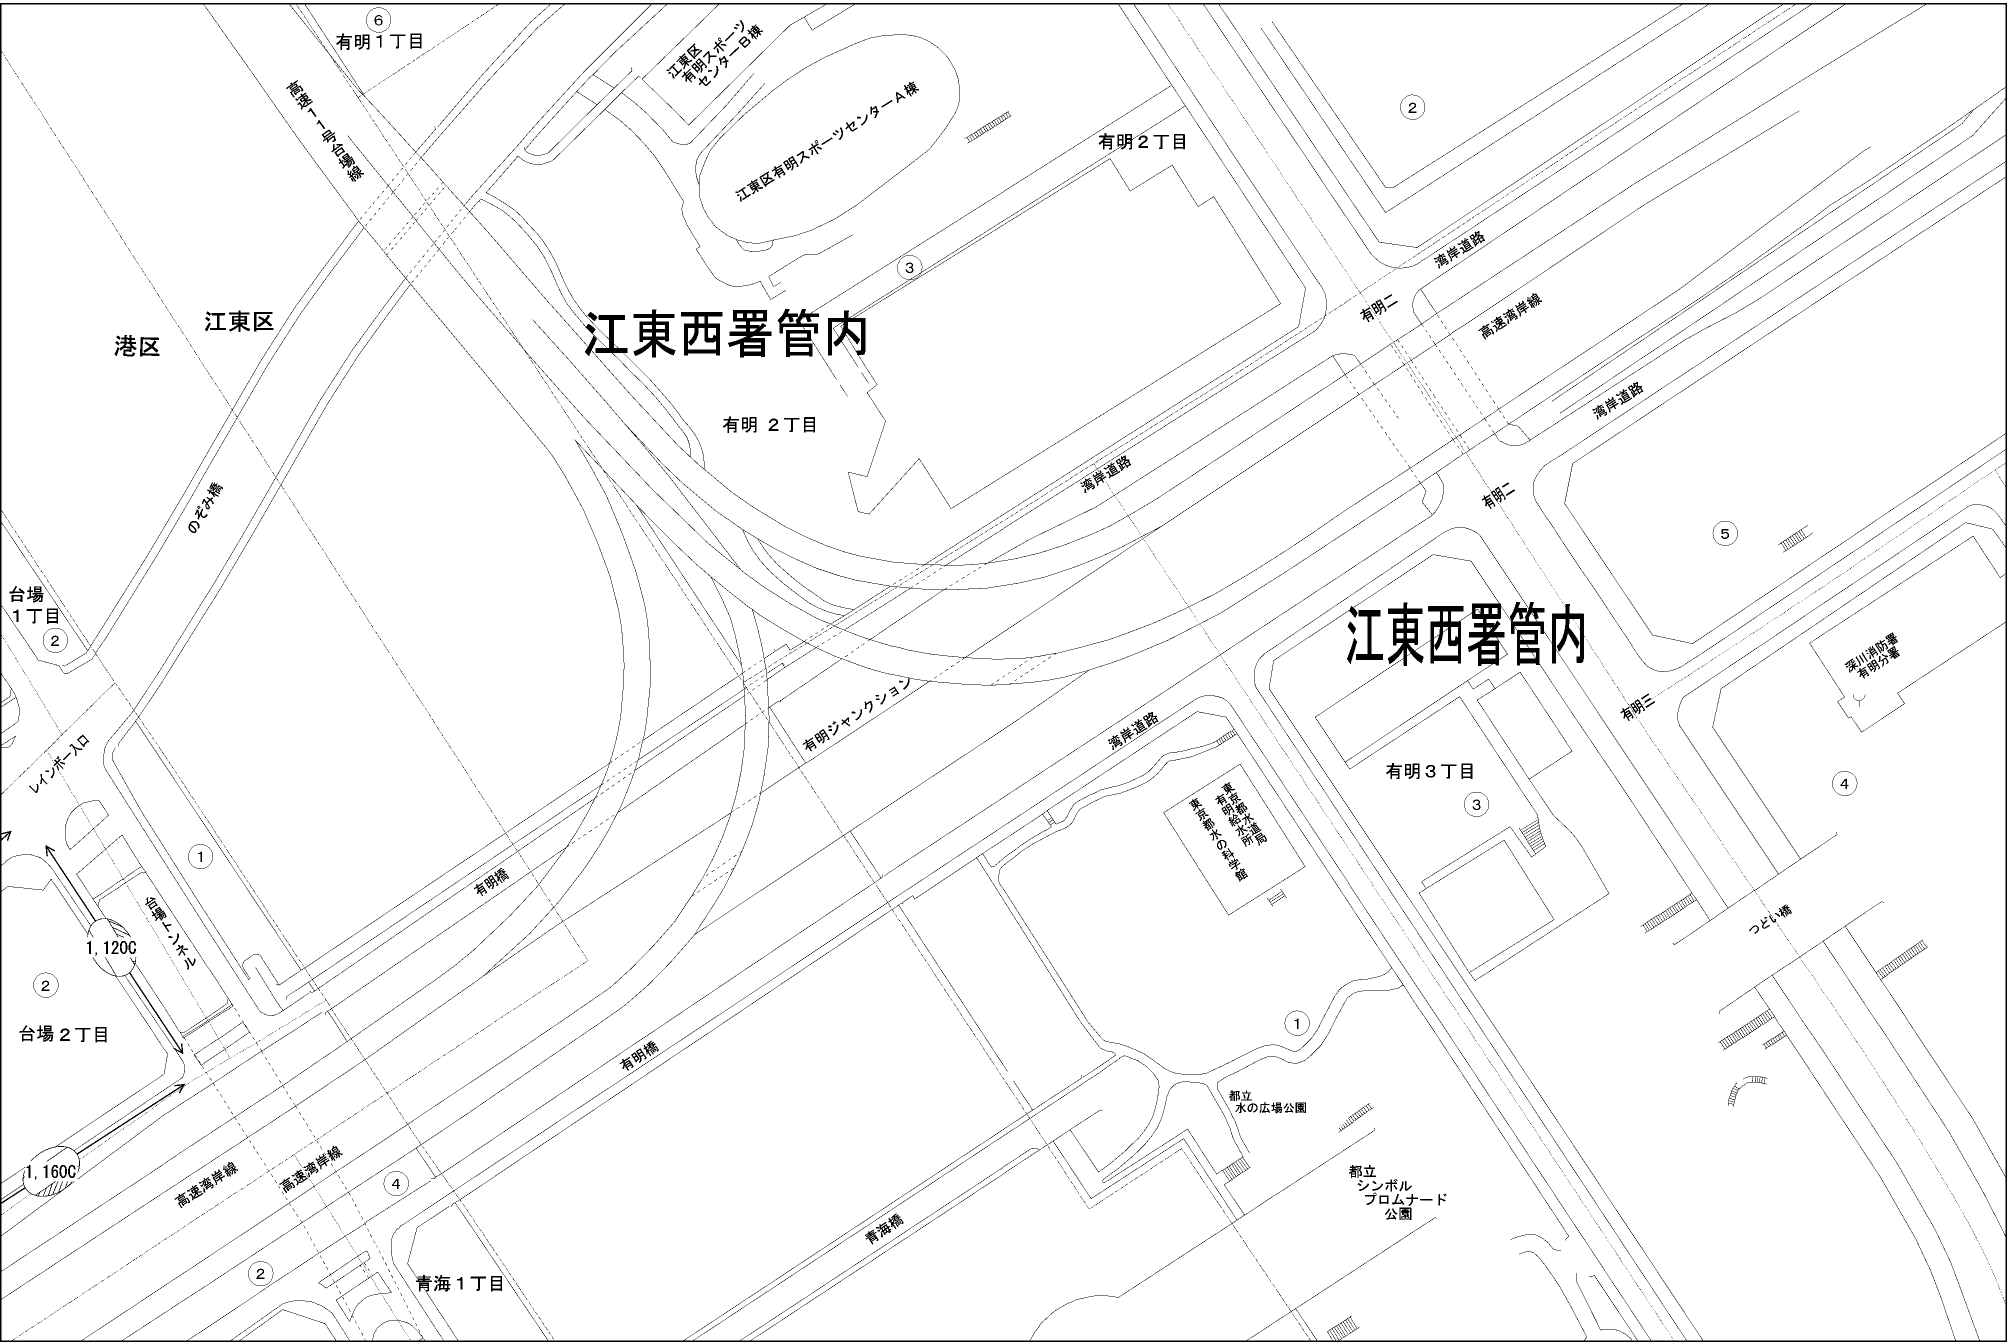 ⑥
有明1丁目
高速11号台場線
江東区
有明スポーツ
センターB棟
江東区有明スポーツセンターA棟
②
有明2丁目
③
湾岸道路
有明二
高速湾岸線
江東区
港区
江東西署管内
有明 2丁目
湾岸道路
湾岸道路
有明二
のぞみ橋
⑤
台場
1丁目
②
江東西署管内
深川消防署
有明分署
有明三
有明ジャンクション
湾岸道路
レインボー入口
有明3丁目
③
④
東京都水道局
有明給水所
東京都水の科学館
①
有明橋
台場トンネル
1,120C
つどい橋
②
台場2丁目
①
有明橋
都立
水の広場公園
1,160C
高速湾岸線
高速湾岸線
④
都立
シンボル
プロムナード
公園
青海橋
②
青海1丁目